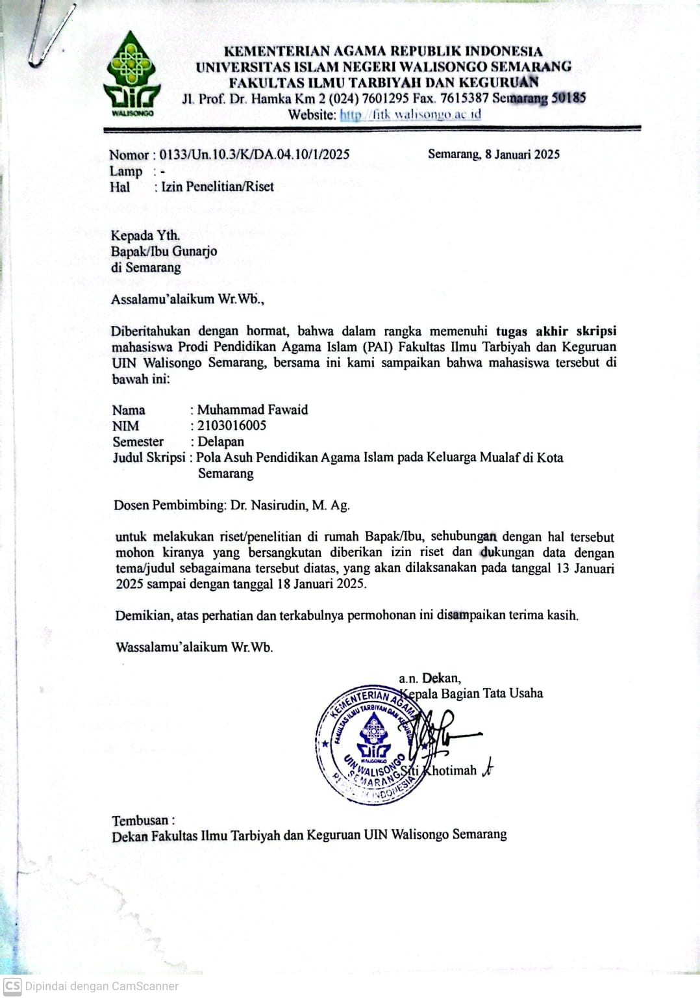 KEMENTERIAN AGAMA REPUBLIK INDONESIA
UNIVERSITAS ISLAM NEGERI WALISONGO SEMARANG
FAKULTAS ILMU TARBIYAH DAN KEGURUAN
Jl. Prof. Dr. Hamka Km 2 (024) 7601295 Fax. 7615387 Semarang 50185
Website: http //fitk walisongo.ac.id
WALISONGO
Nomor : 0133/Un.10.3/K/DA.04.10/1/2025 Semarang, 8 Januari 2025
Lamp : -
Hal : Izin Penelitian/Riset
Kepada Yth.
Bapak/Ibu Gunarjo
di Semarang
Assalamu’alaikum Wr.Wb.,
Diberitahukan dengan hormat, bahwa dalam rangka memenuhi tugas akhir skripsi
mahasiswa Prodi Pendidikan Agama Islam (PAI) Fakultas Ilmu Tarbiyah dan Keguruan
UIN Walisongo Semarang, bersama ini kami sampaikan bahwa mahasiswa tersebut di
bawah ini:
Nama : Muhammad Fawaid
NIM : 2103016005
Semester : Delapan
Judul Skripsi : Pola Asuh Pendidikan Agama Islam pada Keluarga Mualaf di Kota
Semarang
Dosen Pembimbing: Dr. Nasirudin, M. Ag.
untuk melakukan riset/penelitian di rumah Bapak/Ibu, sehubungan dengan hal tersebut
mohon kiranya yang bersangkutan diberikan izin riset dan dukungan data dengan
tema/judul sebagaimana tersebut diatas, yang akan dilaksanakan pada tanggal 13 Januari
2025 sampai dengan tanggal 18 Januari 2025.
Demikian, atas perhatian dan terkabulnya permohonan ini disampaikan terima kasih.
Wassalamu’alaikum Wr.Wb.
a.n. Dekan,
Kepala Bagian Tata Usaha
KEMENTERIAN AGAMA
FAKULTAS ILMU TARBIYAH DAN KEGURUAN
WALISONGO
UIN WALISONGO
SEMARANG
REPUBLIK INDONESIA
Siti Khotimah
Tembusan :
Dekan Fakultas Ilmu Tarbiyah dan Keguruan UIN Walisongo Semarang
CS Dipindai dengan CamScanner